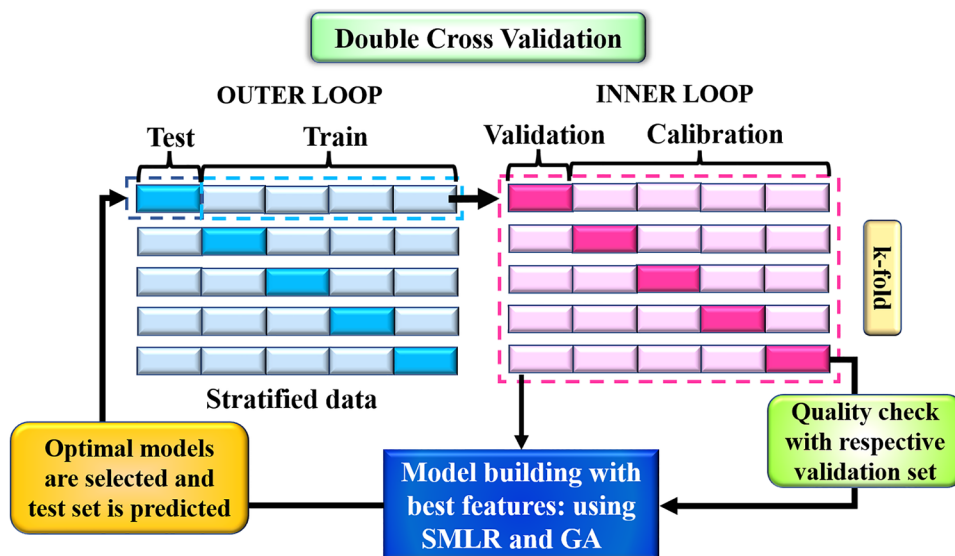 Double Cross Validation
OUTER LOOP
INNER LOOP
Test
Train
Validation
Calibration
k-fold
Stratified data
Optimal models
are selected and
test set is predicted
Model building with
best features: using
SMLR and GA
Quality check
with respective
validation set